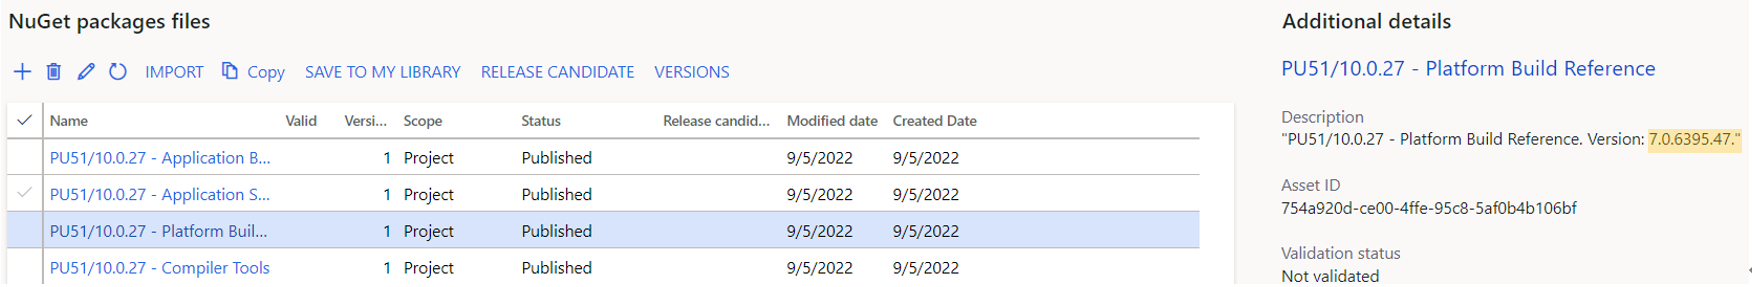 NuGet packages files
IMPORT Copy SAVE TO MY LIBRARY RELEASE CANDIDATE VERSIONS
Name Valid Versi... Scope Status Release candid... Modified date Created Date
PU51/10.0.27 - Application B... 1 Project Published 9/5/2022 9/5/2022
PU51/10.0.27 - Application S... 1 Project Published 9/5/2022 9/5/2022
PU51/10.0.27 - Platform Buil... 1 Project Published 9/5/2022 9/5/2022
PU51/10.0.27 - Compiler Tools 1 Project Published 9/5/2022 9/5/2022
Additional details
PU51/10.0.27 - Platform Build Reference
Description
"PU51/10.0.27 - Platform Build Reference. Version: 7.0.6395.47."
Asset ID
754a920d-ce00-4ffe-95c8-5af0b4b106bf
Validation status
Not validated